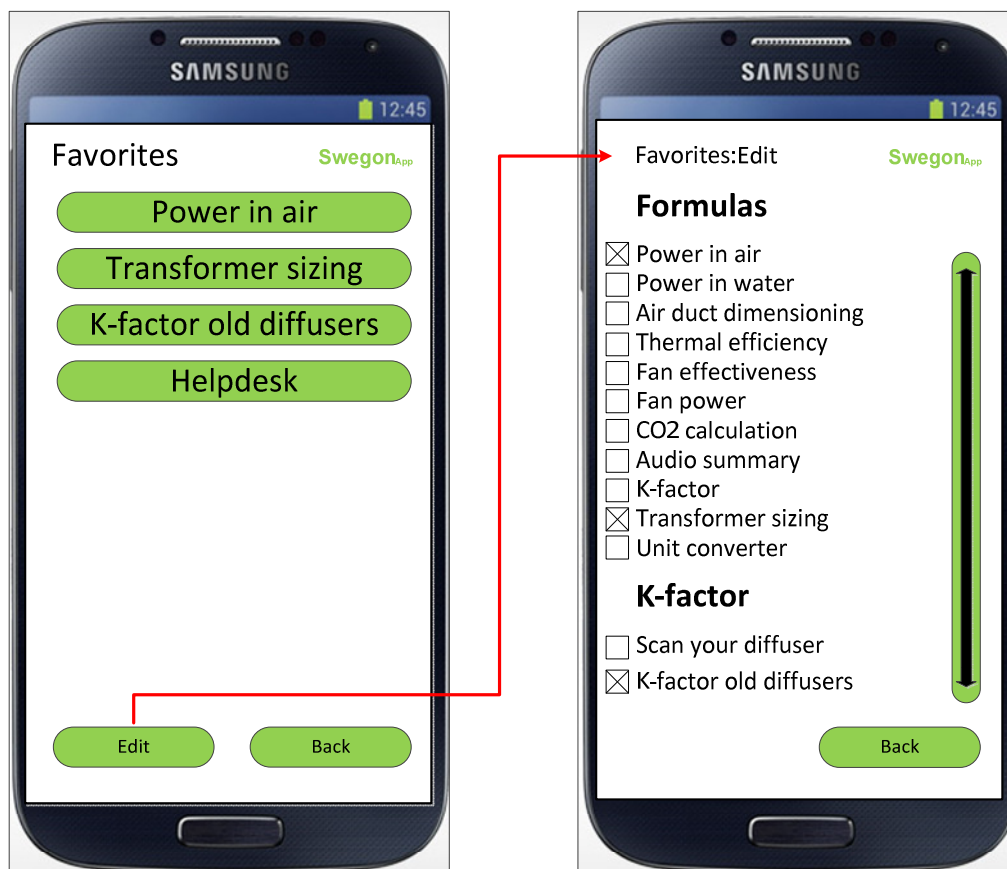 SAMSUNG
12:45
Favorites
SwegonApp
Power in air
Transformer sizing
K-factor old diffusers
Helpdesk
Edit
Back
SAMSUNG
12:45
Favorites:Edit
SwegonApp
Formulas
Power in air
Power in water
Air duct dimensioning
Thermal efficiency
Fan effectiveness
Fan power
CO2 calculation
Audio summary
K-factor
Transformer sizing
Unit converter
K-factor
Scan your diffuser
K-factor old diffusers
Back